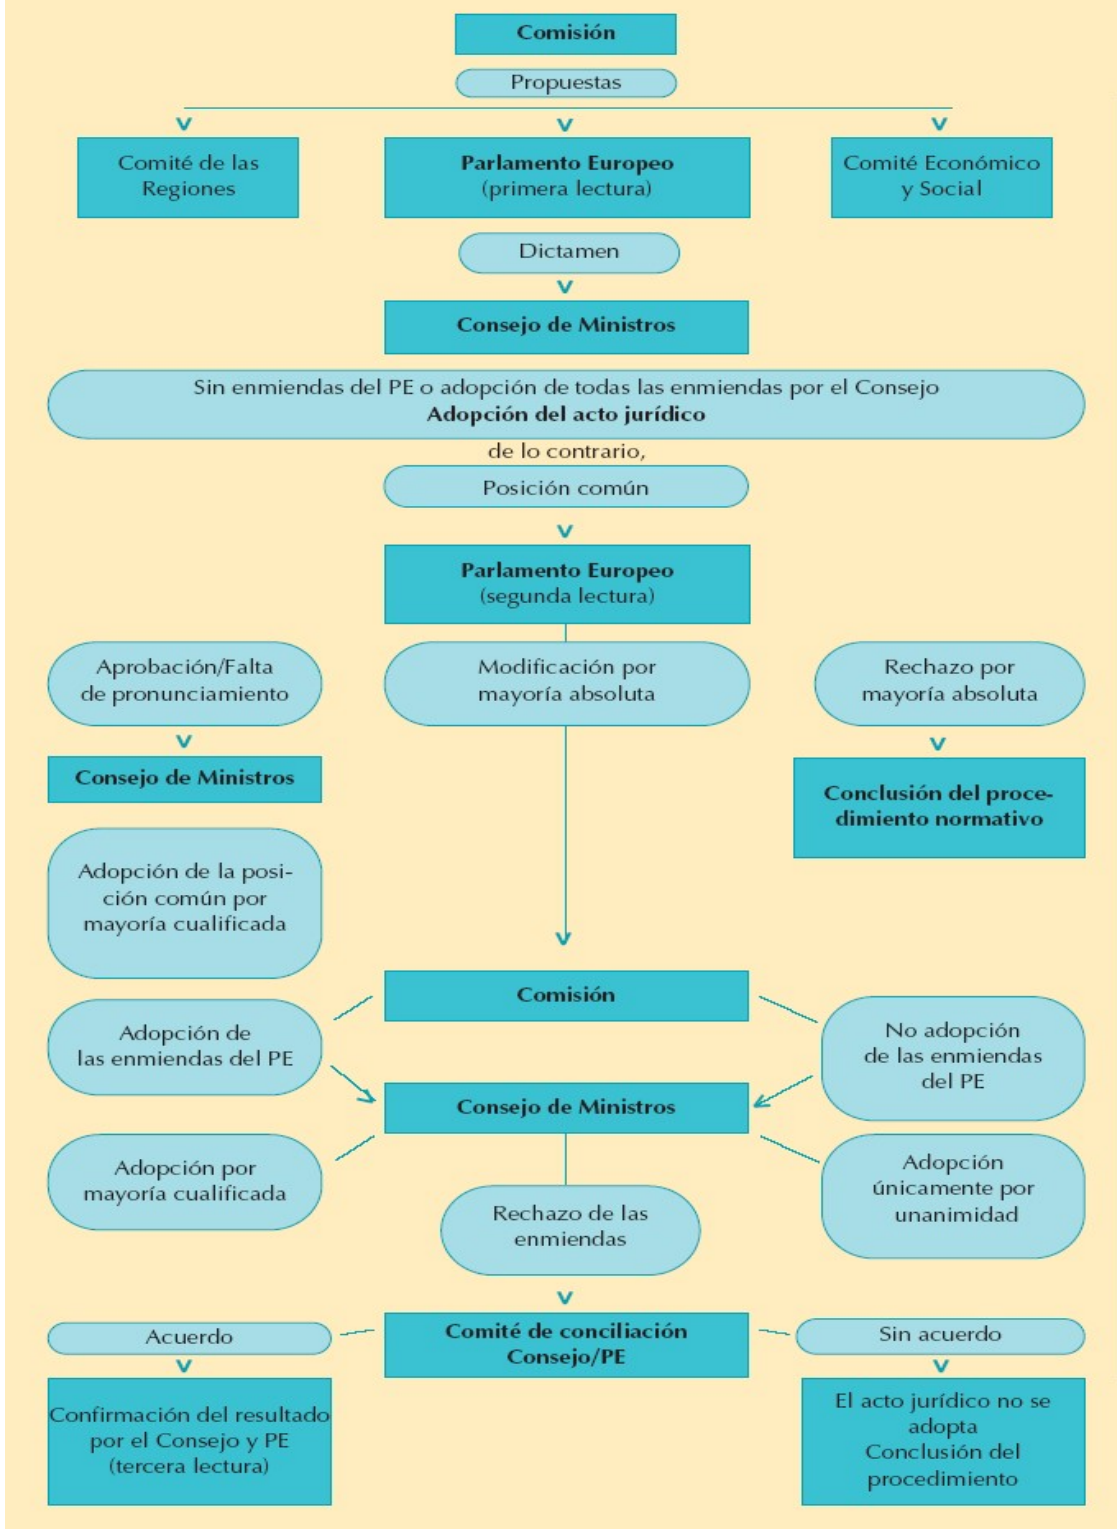 Comisión
Propuestas
Comité de las
Regiones
Parlamento Europeo
(primera lectura)
Comité Económico
y Social
Dictamen
Consejo de Ministros
Sin enmiendas del PE o adopción de todas las enmiendas por el Consejo
Adopción del acto jurídico
de lo contrario,
Posición común
Parlamento Europeo
(segunda lectura)
Aprobación/Falta
de pronunciamiento
Modificación por
mayoría absoluta
Rechazo por
mayoría absoluta
Consejo de Ministros
Conclusión del proce-
dimiento normativo
Adopción de la posi-
ción común por
mayoría cualificada
Comisión
Adopción de
las enmiendas del PE
No adopción
de las enmiendas
del PE
Consejo de Ministros
Adopción por
mayoría cualificada
Rechazo de las
enmiendas
Adopción
únicamente por
unanimidad
Acuerdo
Comité de conciliación
Consejo/PE
Sin acuerdo
Confirmación del resultado
por el Consejo y PE
(tercera lectura)
El acto jurídico no se
adopta
Conclusión del
procedimiento